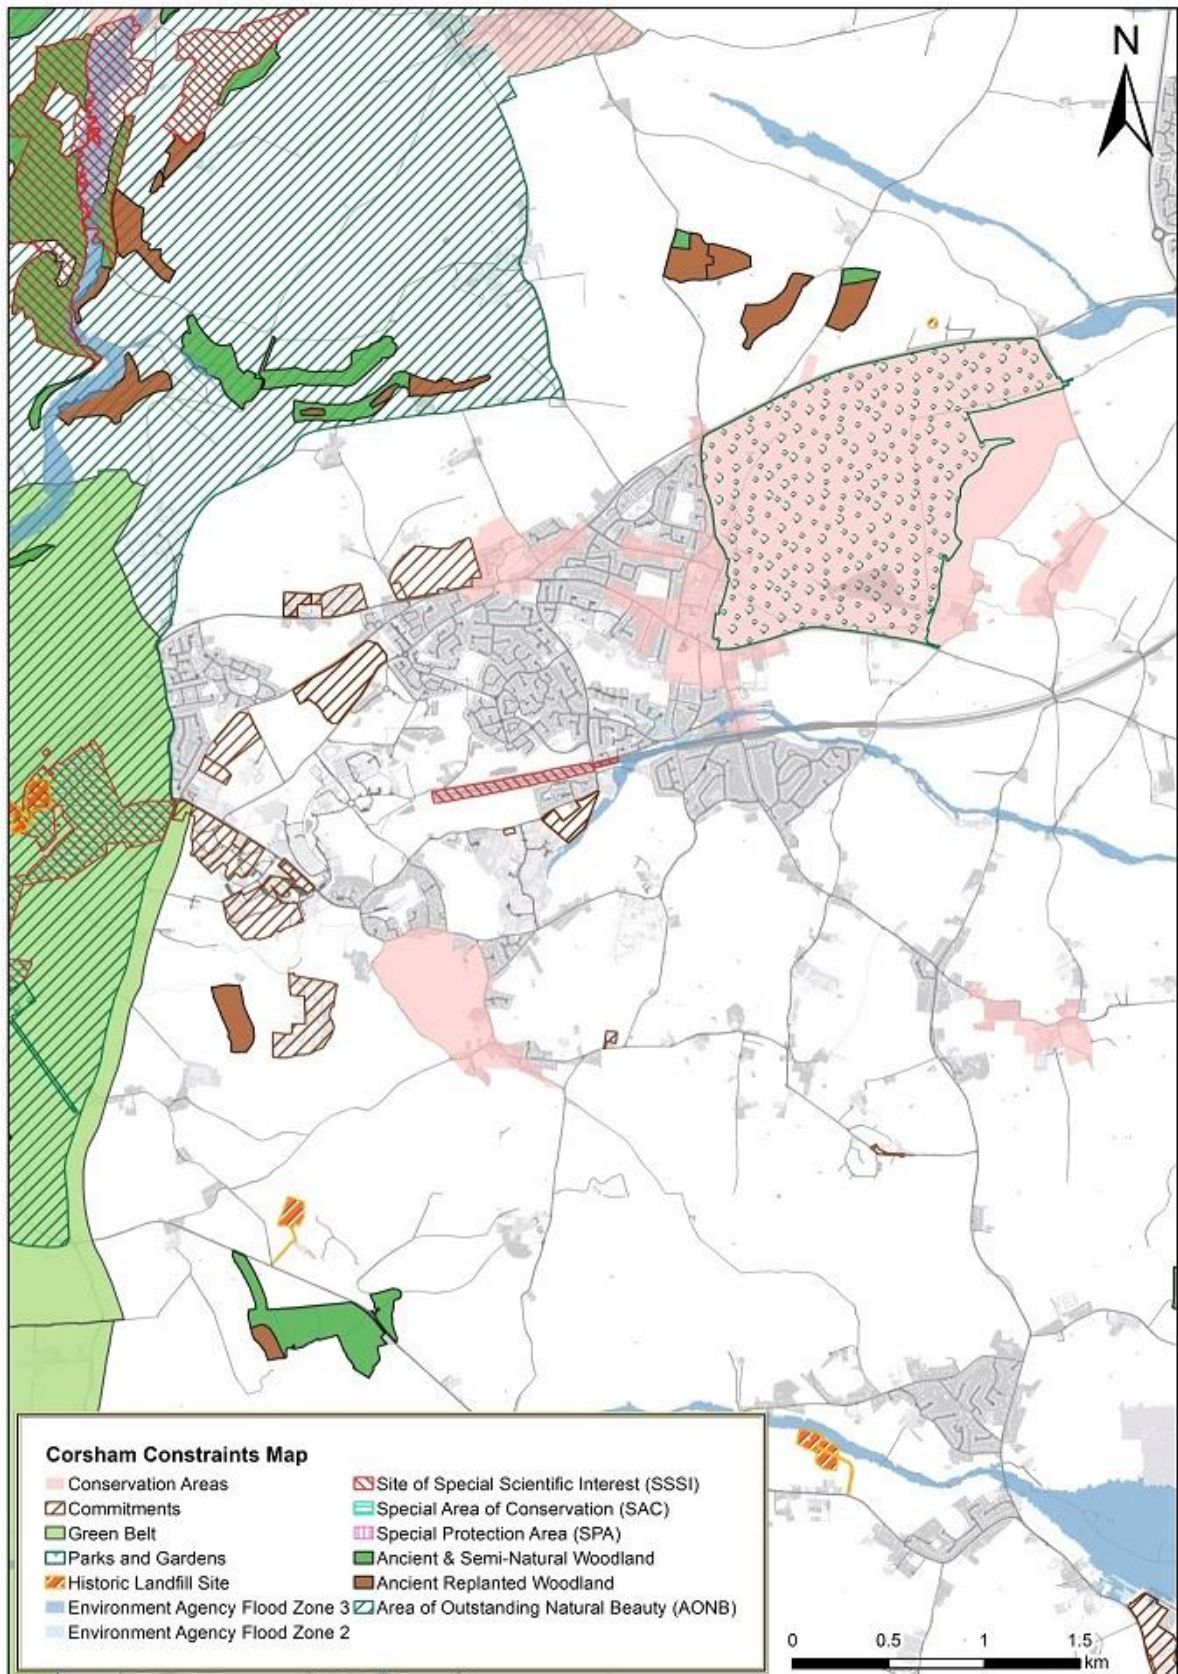 N
Corsham Constraints Map
Conservation Areas
Commitments
Green Belt
Parks and Gardens
Historic Landfill Site
Environment Agency Flood Zone 3
Environment Agency Flood Zone 2
Site of Special Scientific Interest (SSSI)
Special Area of Conservation (SAC)
Special Protection Area (SPA)
Ancient & Semi-Natural Woodland
Ancient Replanted Woodland
Area of Outstanding Natural Beauty (AONB)
0 0.5 1 1.5
km